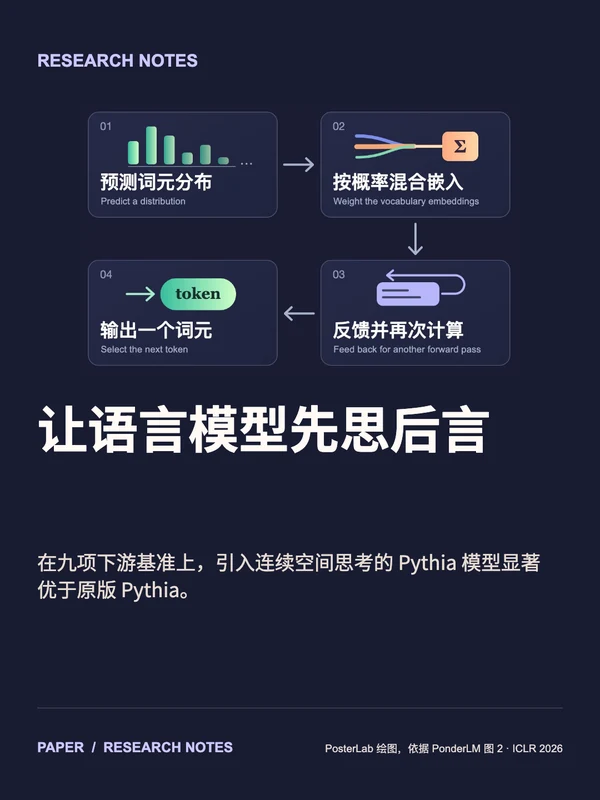 RESEARCH NOTES
01
...
预测词元分布
Predict a distribution
02
Σ
按概率混合嵌入
Weight the vocabulary embeddings
03
反馈并再次计算
Feed back for another forward pass
04
token
输出一个词元
Select the next token
让语言模型先思后言
在九项下游基准上，引入连续空间思考的 Pythia 模型显著
优于原版 Pythia。
PAPER / RESEARCH NOTES
PosterLab 绘图，依据 PonderLM 图 2 · ICLR 2026